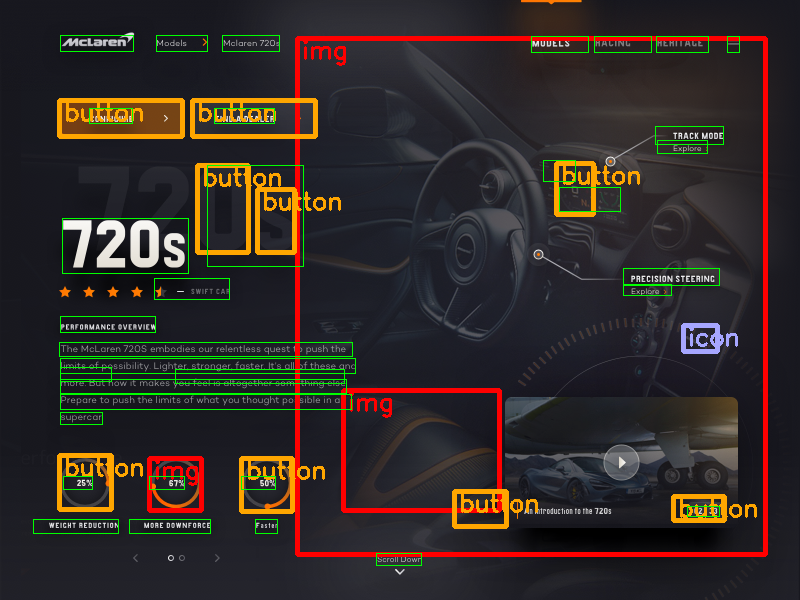 McLaren
Models
Mclaren 720s
img
MODELS
RACING
HERITAGE
button
button
TRACK MODE
Explore
button
button
button
720s
720s
PRECISION STEERING
Explore
SWIFT CAR
PERFORMANCE OVERVIEW
icon
The McLaren 720S embodies our relentless quest to push the
limits of possibility. Lighter, stronger, faster. It's all of these and
more. But now it makes you feel is altogether something else.
Prepare to push the limits of what you thought possible in a
supercar
img
button
img
button
25%
67%
50%
button
button
An introduction to the 720s
WEIGHT REDUCTION
MORE DOWNFORCE
Faster
Scroll Down